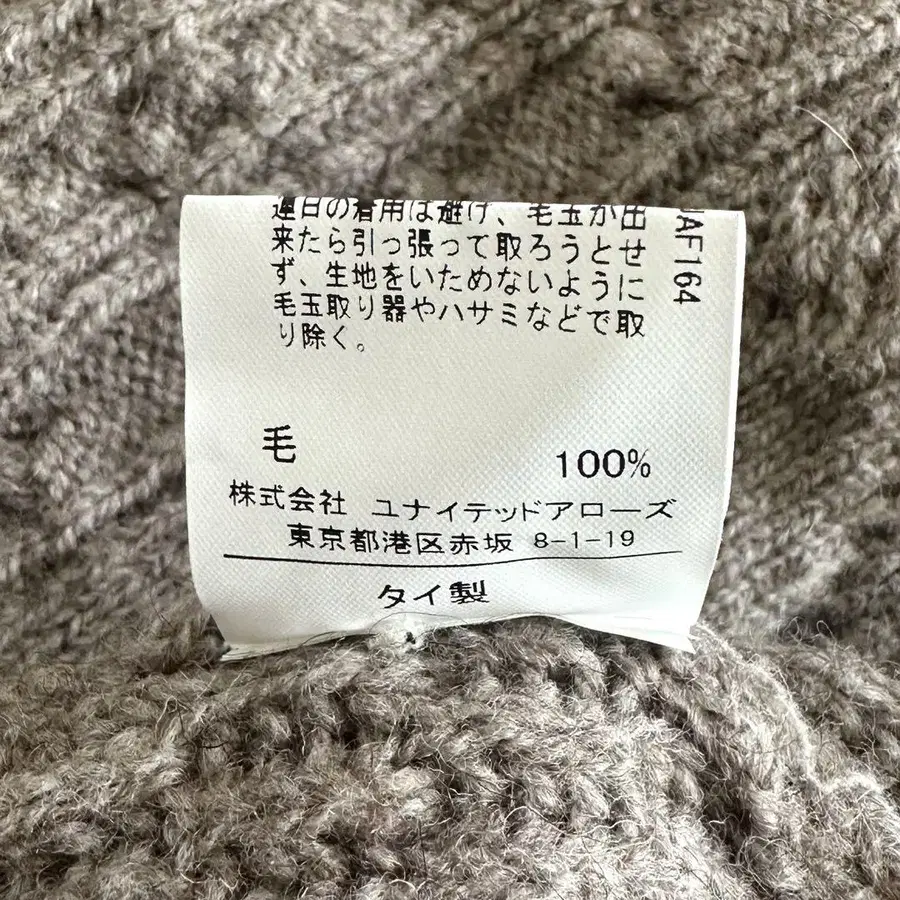 連日の着用は避け、毛玉が出
来たら引っ張って取ろうとせ
ず、生地をいためないように
毛玉取り器やハサミなどで取
り除く。
AF164
毛 100%
株式会社 ユナイテッドアローズ
東京都港区赤坂 8-1-19
タイ製